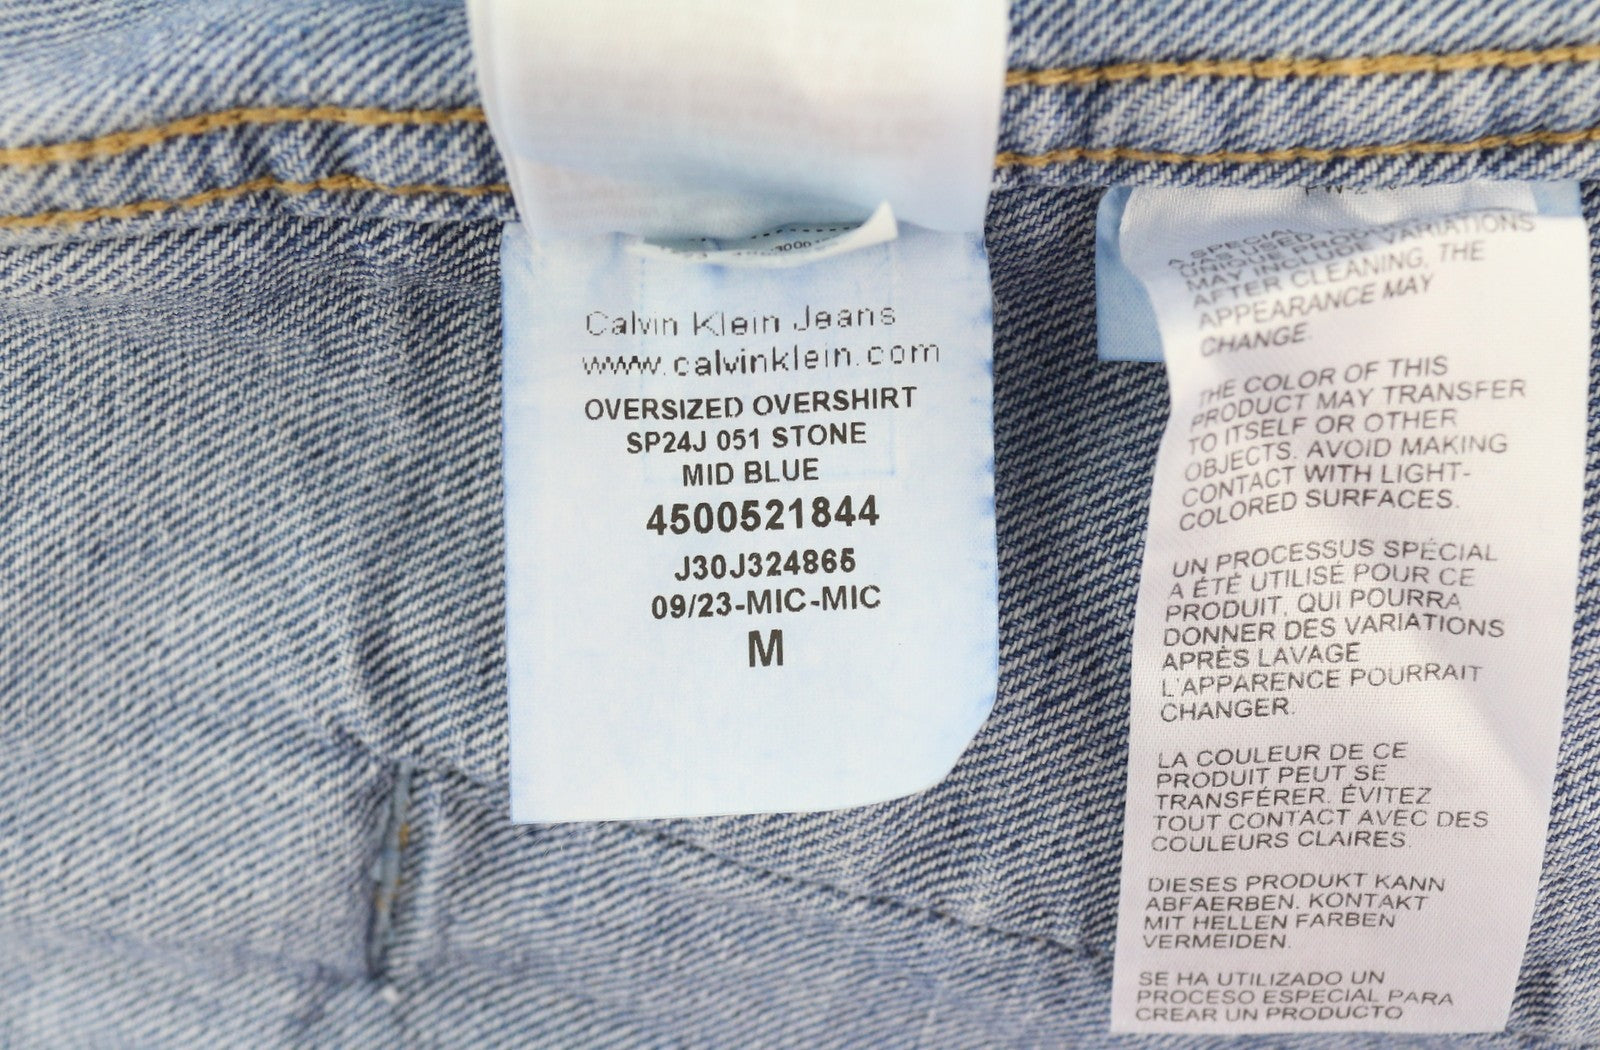 Calvin Klein Jeans
www.calvinklein.com
OVERSIZED OVERSHIRT
SP24J 051 STONE
MID BLUE
4500521844
J30J324865
09/23-MIC-MIC
M
A SPECIAL
WAS USED
UNIQUE PRODUCT
MAY INCLUDE VARIATIONS
AFTER CLEANING, THE
APPEARANCE MAY
CHANGE.
THE COLOR OF THIS
PRODUCT MAY TRANSFER
TO ITSELF OR OTHER
OBJECTS. AVOID MAKING
CONTACT WITH LIGHT-
COLORED SURFACES.
UN PROCESSUS SPÉCIAL
A ÉTÉ UTILISÉ POUR CE
PRODUIT, QUI POURRA
DONNER DES VARIATIONS
APRÈS LAVAGE
L'APPARENCE POURRAIT
CHANGER.
LA COULEUR DE CE
PRODUIT PEUT SE
TRANSFÉRER. ÉVITEZ
TOUT CONTACT AVEC DES
COULEURS CLAIRES.
DIESES PRODUKT KANN
ABFAERBEN. KONTAKT
MIT HELLEN FARBEN
VERMEIDEN.
SE HA UTILIZADO UN
PROCESO ESPECIAL PARA
CREAR UN PRODUCTO